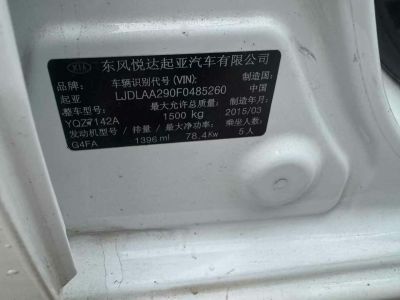 KIA 东风悦达起亚汽车有限公司
品牌: 车辆识别代号(VIN): 制造国:
起亚 LJDLAA290F0485260 中国
整车型号: 最大允许总质量: 制造年月:
YQZ7142A 1500 kg 2015/03
发动机型号/排量/最大净功率: 乘坐人数:
G4FA 1396 ml 78.4kw 5人